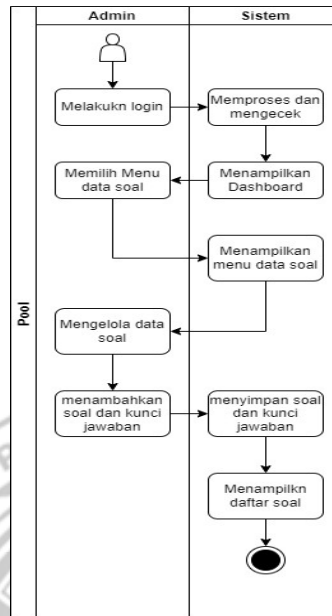 Admin
Sistem
Pool
Melakukn login
Memproses dan
mengecek
Memilih Menu
data soal
Menampilkan
Dashboard
Menampilkan
menu data soal
Mengelola data
soal
menambahkan
soal dan kunci
jawaban
menyimpan soal
dan kunci
jawaban
Menampilkn
daftar soal